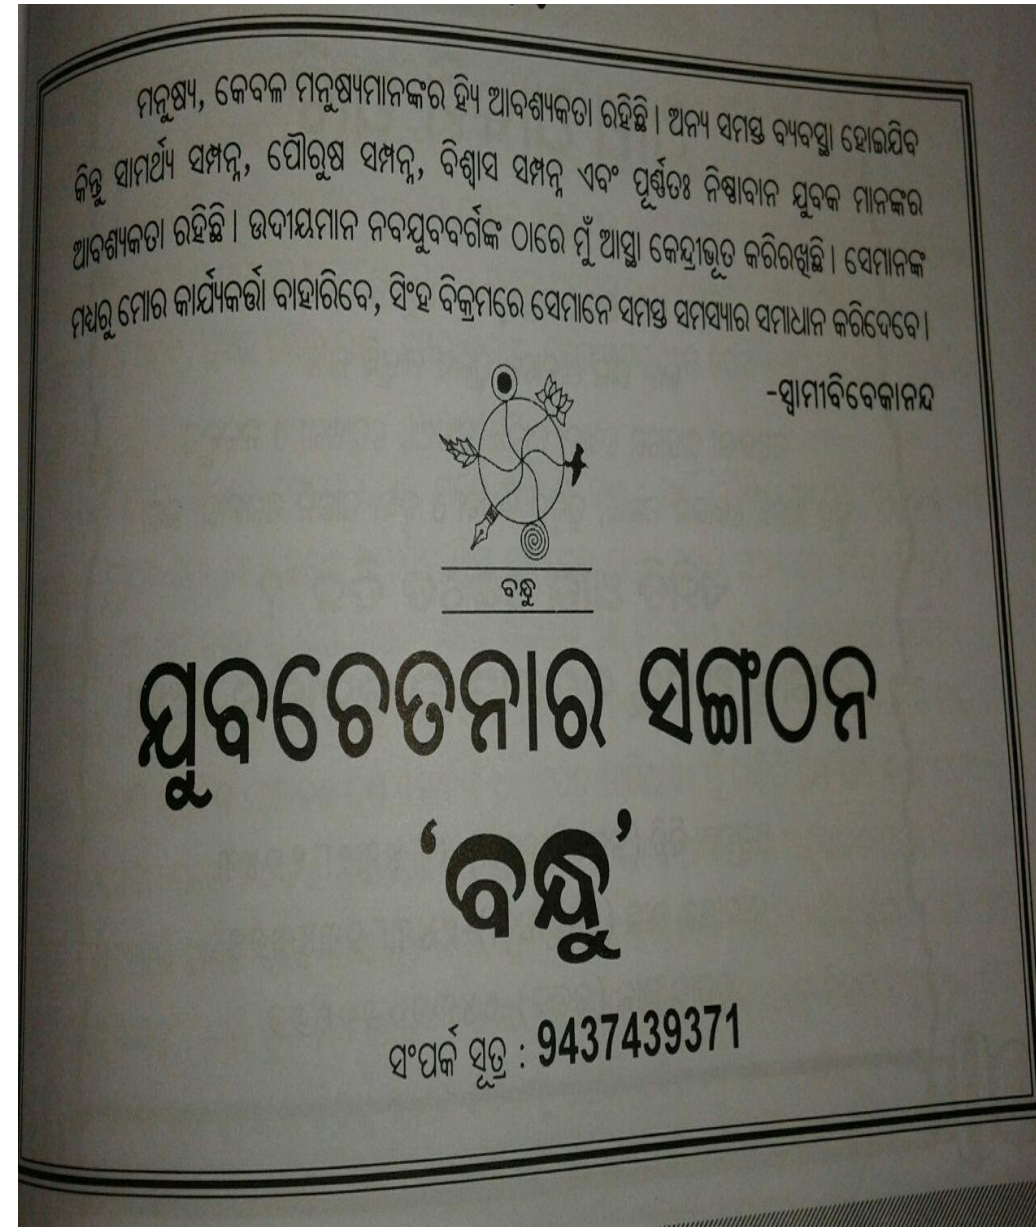 ମନୁଷ୍ୟ, କେବଳ ମନୁଷ୍ୟମାନଙ୍କର ହିଁ ଆବଶ୍ୟକତା ରହିଛି । ଅନ୍ୟ ସମସ୍ତ ବ୍ୟବସ୍ଥା ହୋଇଯିବ
କିନ୍ତୁ ସାମର୍ଥ୍ୟ ସମ୍ପନ୍ନ, ପୌରୁଷ ସମ୍ପନ୍ନ, ବିଶ୍ୱାସ ସମ୍ପନ୍ନ ଏବଂ ପୂର୍ଣ୍ଣତଃ ନିଷ୍ଠାବାନ ଯୁବକ ମାନଙ୍କର
ଆବଶ୍ୟକତା ରହିଛି । ଉଦୀୟମାନ ନବଯୁବବର୍ଗଙ୍କ ଠାରେ ମୁଁ ଆସ୍ଥା କେନ୍ଦ୍ରୀଭୂତ କରିରଖିଛି । ସେମାନଙ୍କ
ମଧ୍ୟରୁ ମୋର କାର୍ଯ୍ୟକର୍ତ୍ତା ବାହାରିବେ, ସିଂହ ବିକ୍ରମରେ ସେମାନେ ସମସ୍ତ ସମସ୍ୟାର ସମାଧାନ କରିଦେବେ ।
-ସ୍ୱାମୀବିବେକାନନ୍ଦ
ବନ୍ଧୁ
ଯୁବଚେତନାର ସଙ୍ଗଠନ
‘ବନ୍ଧୁ’
ସଂପର୍କ ସୂତ୍ର : 9437439371